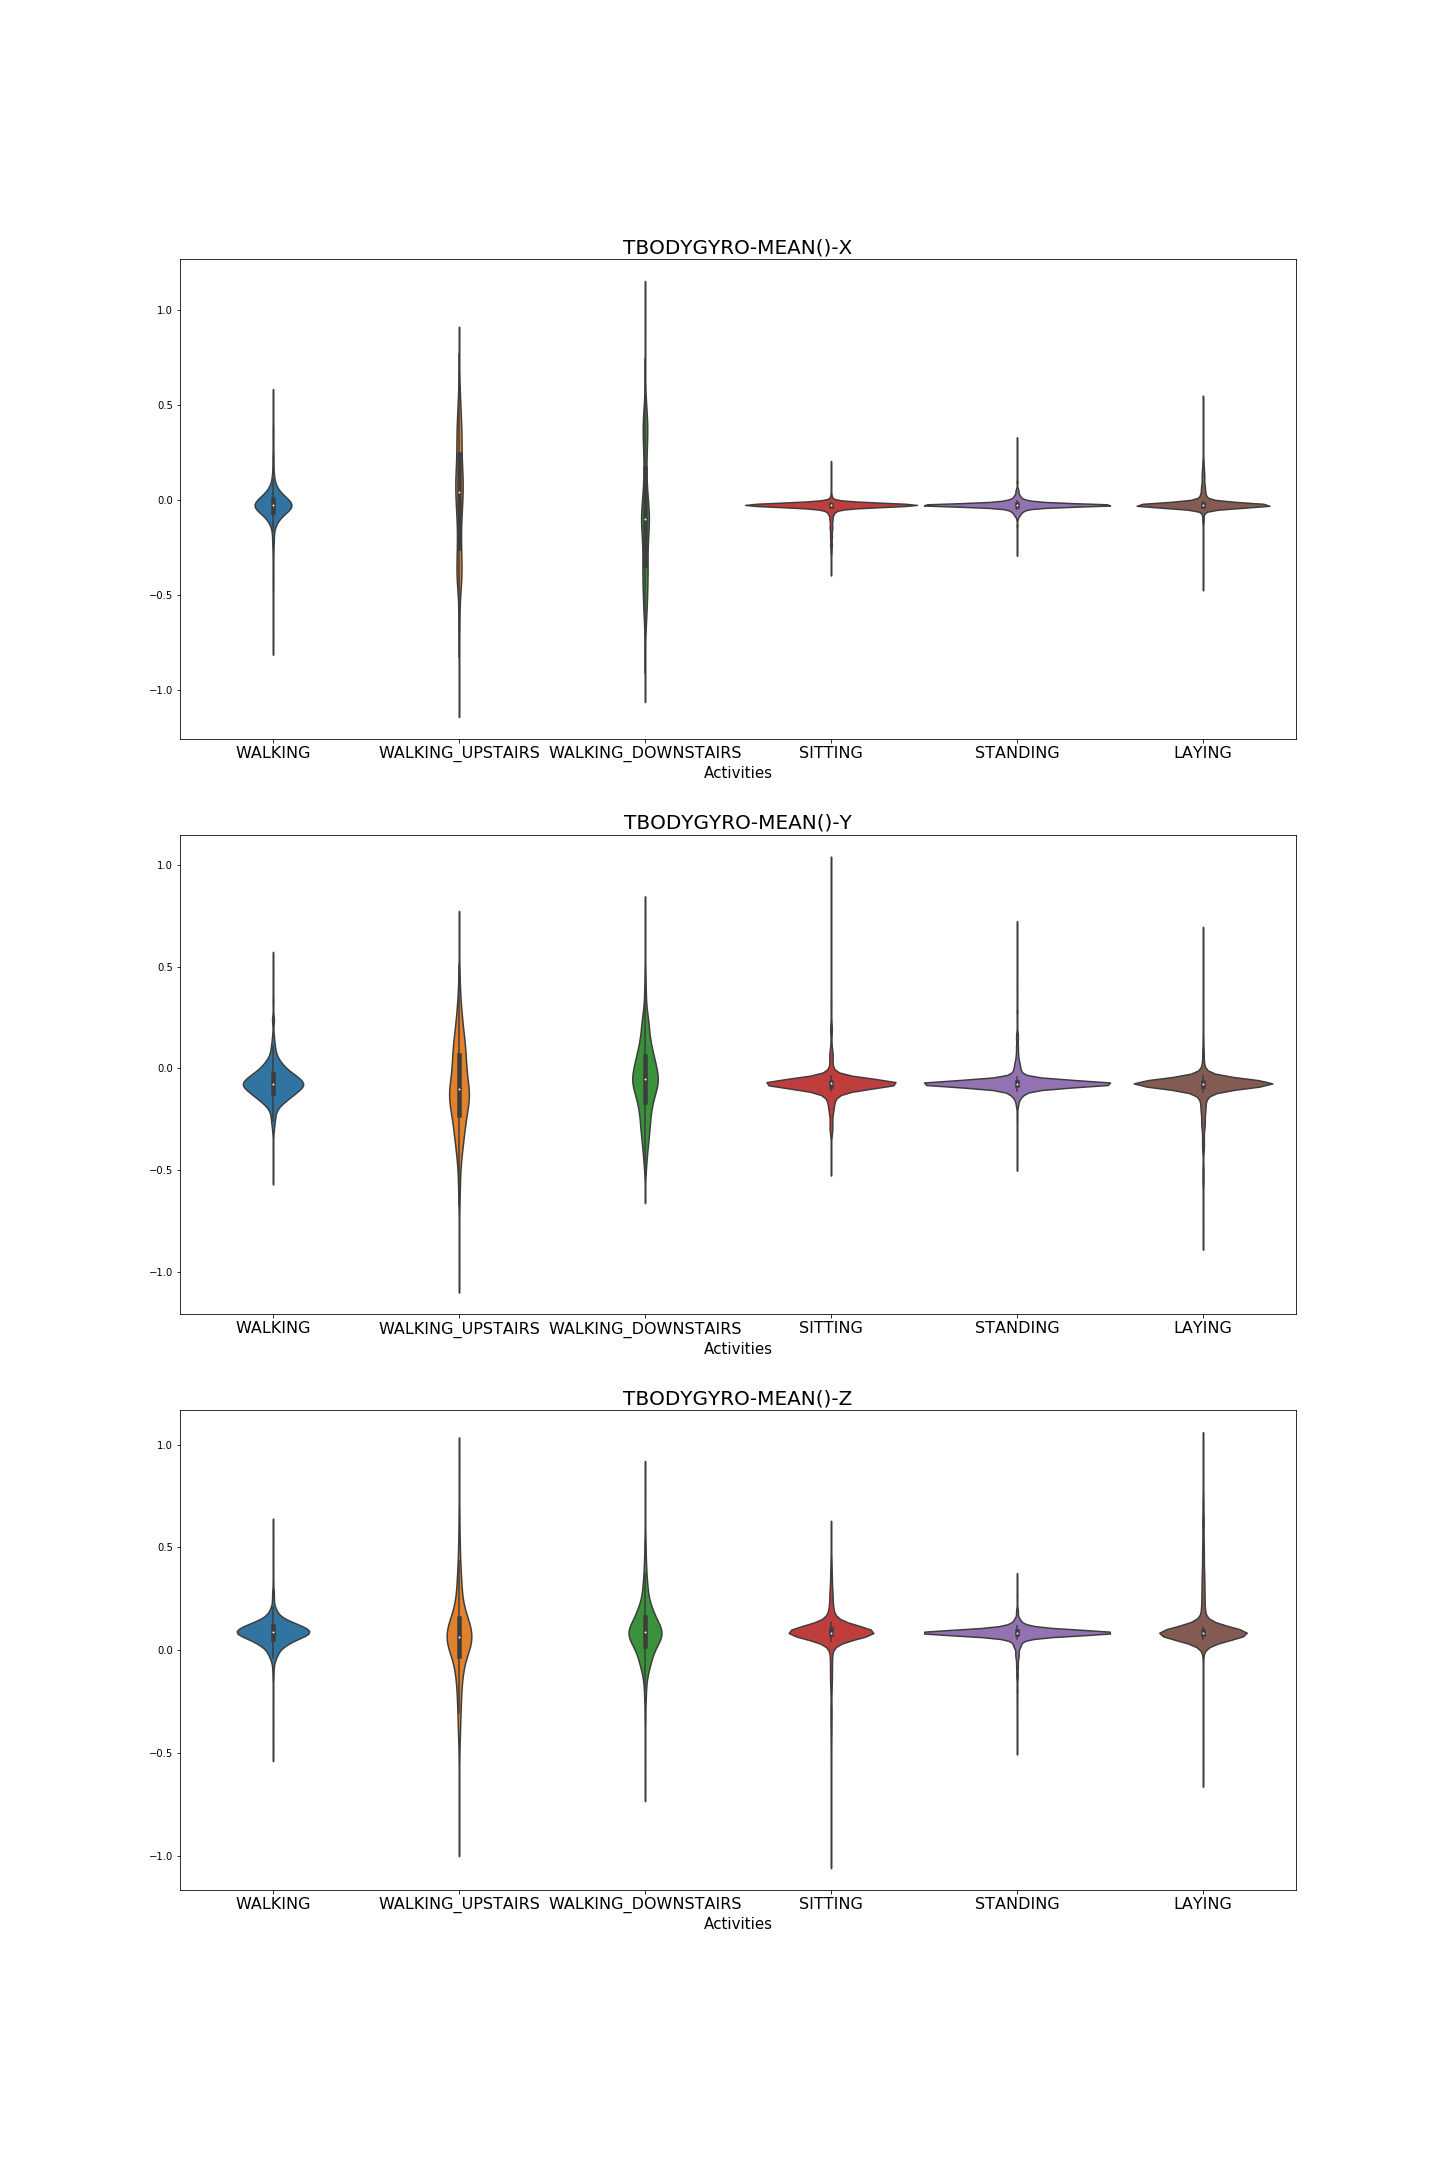 TBODYGYRO-MEAN()-X
1.0
0.5
0.0
−0.5
−1.0
WALKING WALKING_UPSTAIRS WALKING_DOWNSTAIRS SITTING STANDING LAYING
Activities
TBODYGYRO-MEAN()-Y
1.0
0.5
0.0
−0.5
−1.0
WALKING WALKING_UPSTAIRS WALKING_DOWNSTAIRS SITTING STANDING LAYING
Activities
TBODYGYRO-MEAN()-Z
1.0
0.5
0.0
−0.5
−1.0
WALKING WALKING_UPSTAIRS WALKING_DOWNSTAIRS SITTING STANDING LAYING
Activities